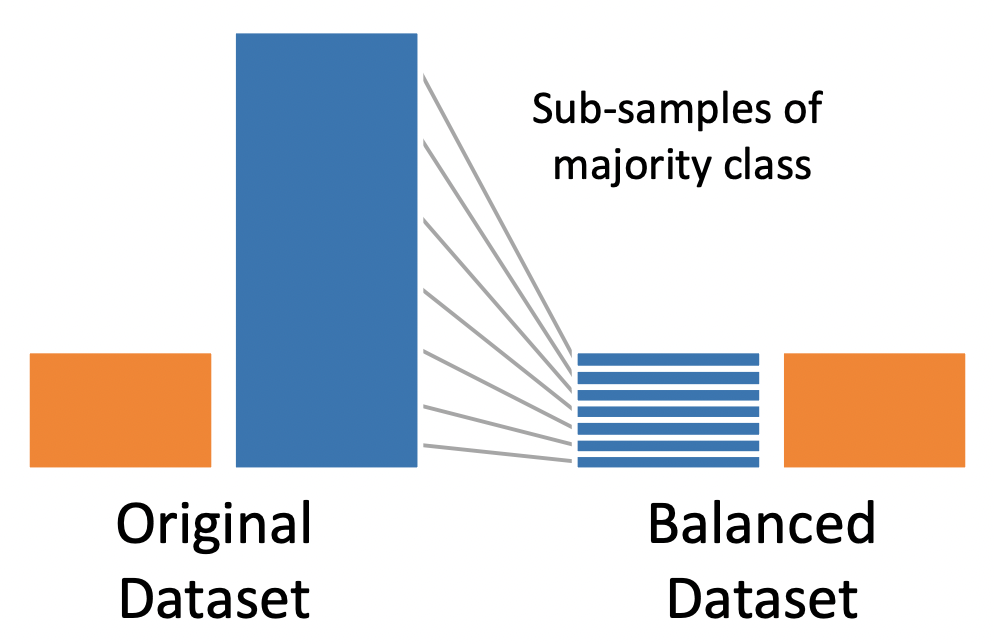 Sub-samples of
majority class
Original
Dataset
Balanced
Dataset